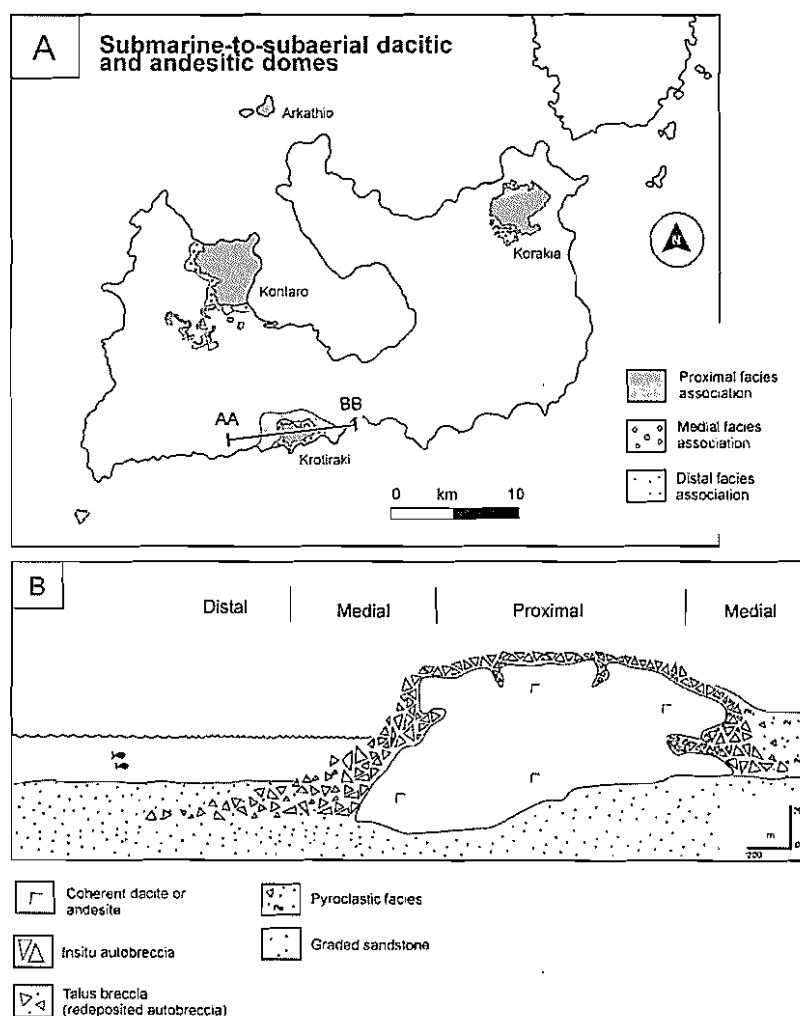 A
Submarine-to-subaerial dacitic
and andesitic domes
Arkathio
Korakia
N
Kontaro
AA
BB
Krotiraki
0 km 10
Proximal facies
association
Medial facies
association
Distal facies
association
B
Distal
Medial
Proximal
Medial
m
200
Coherent dacite or
andesite
Insitu autobreccia
Talus breccia
(redeposited autobreccia)
Pyroclastic facies
Graded sandstone